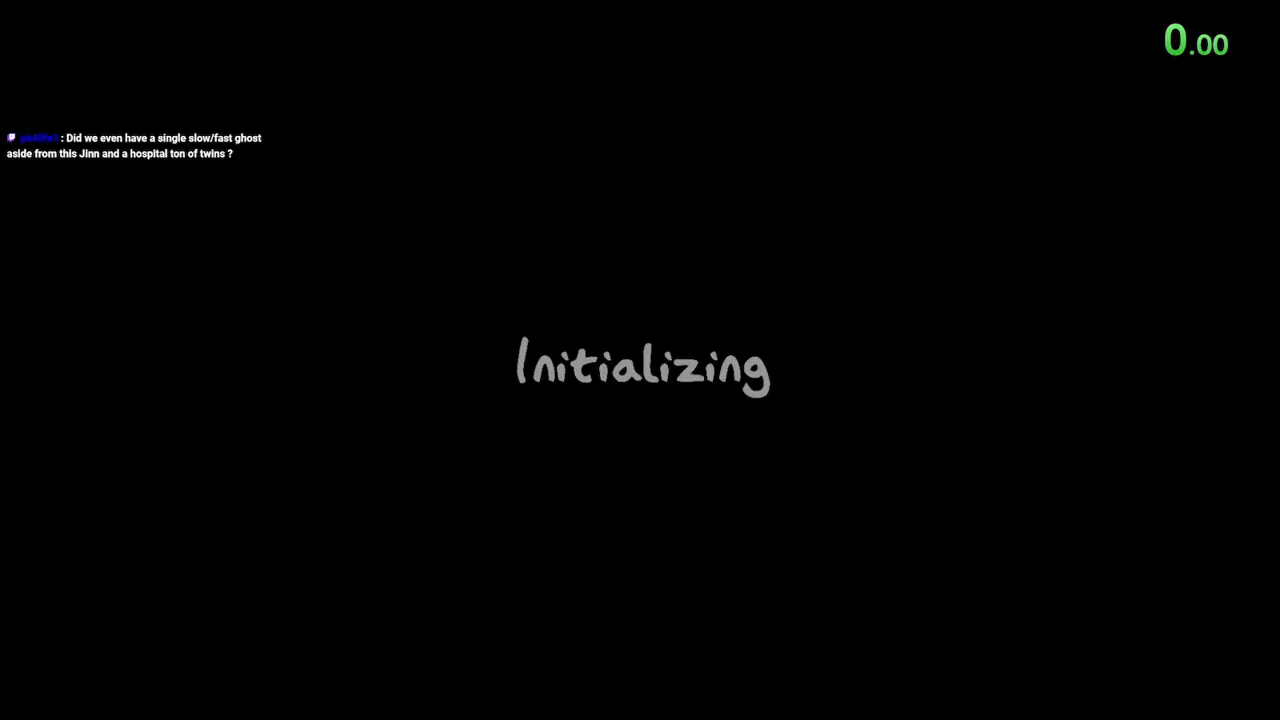 0.00
: Did we even have a single slow/fast ghost
aside from this Jinn and a hospital ton of twins ?
Initializing